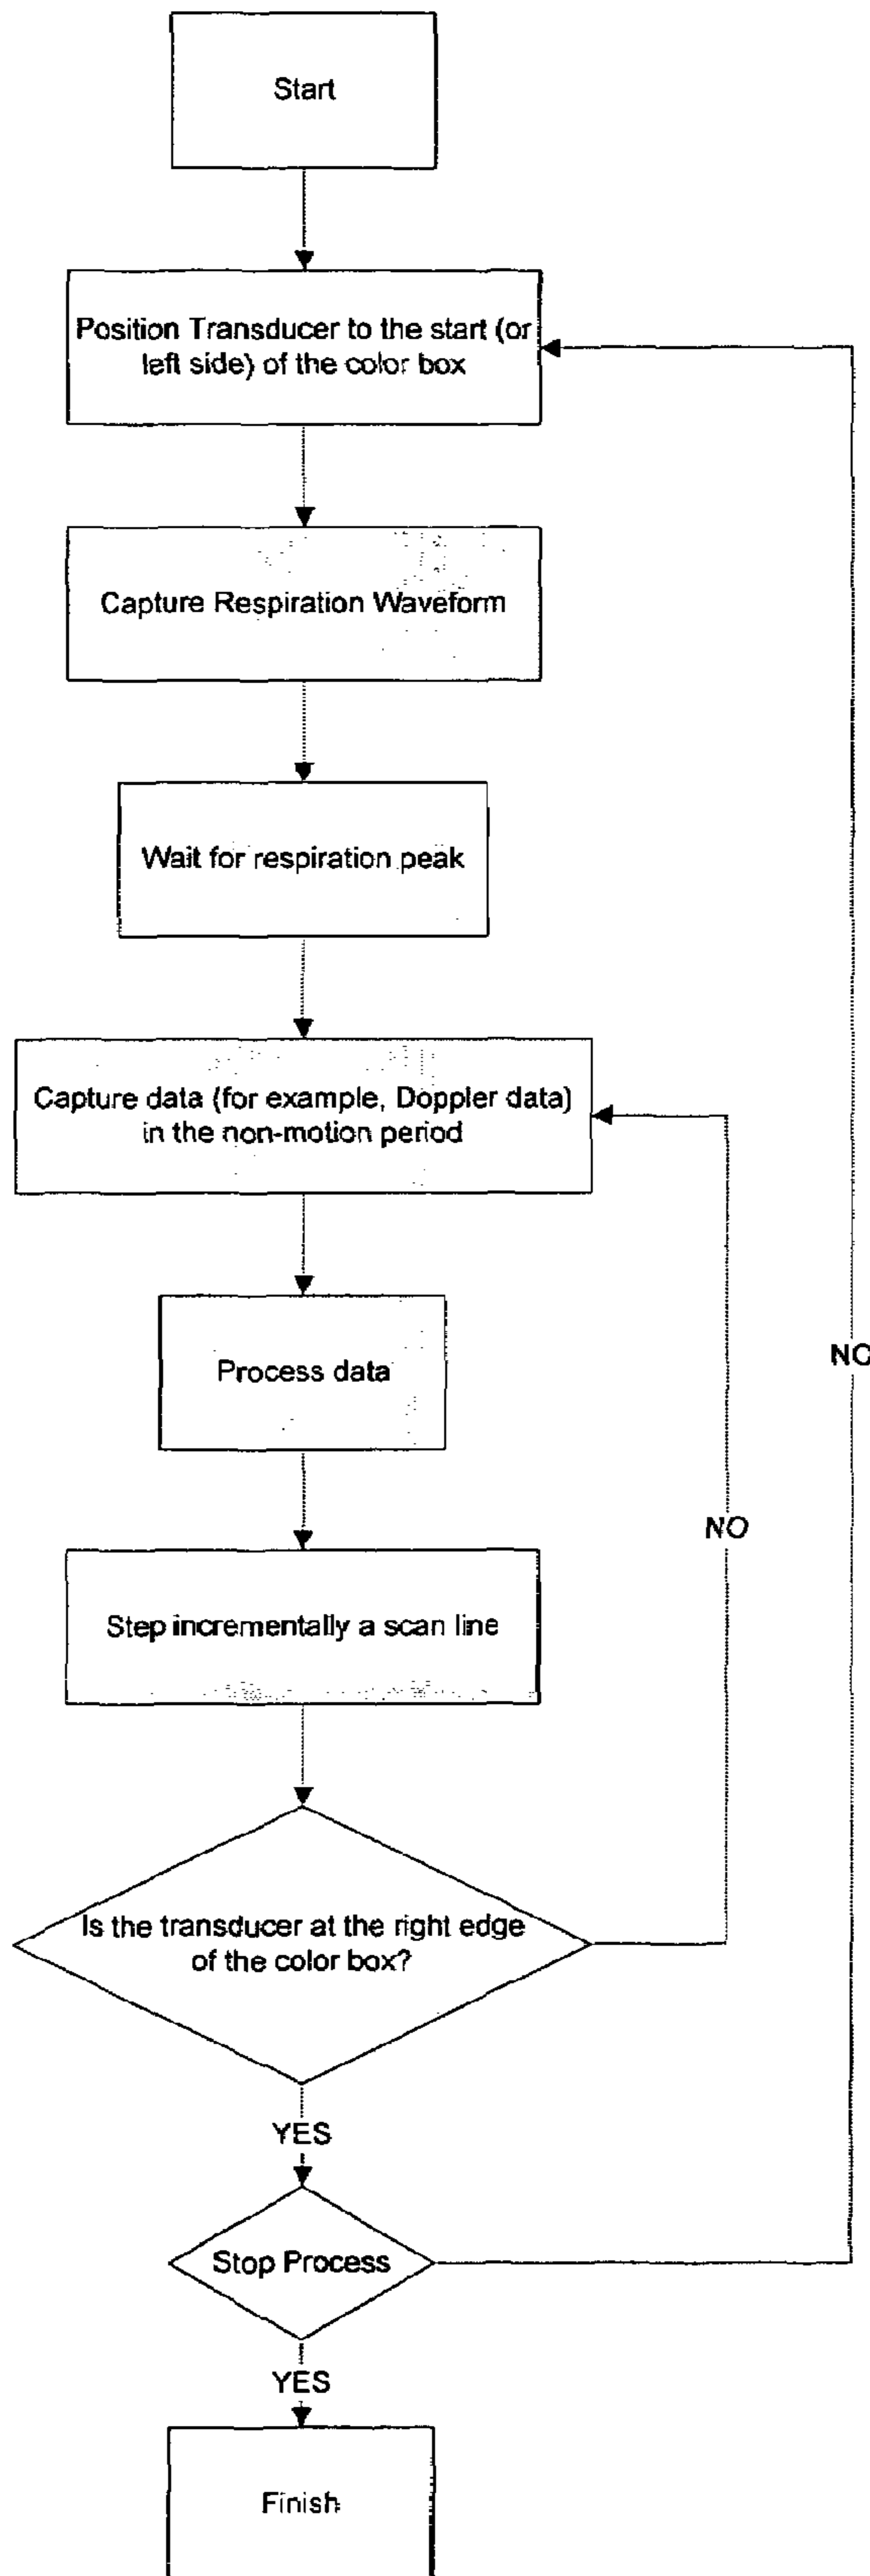 Start
Position Transducer to the start (or
left side) of the color box
Capture Respiration Waveform
Wait for respiration peak
Capture data (for example, Doppler data)
in the non-motion period
Process data
NO
NO
Step incrementally a scan line
Is the transducer at the right edge
of the color box?
YES
Stop Process
YES
Finish